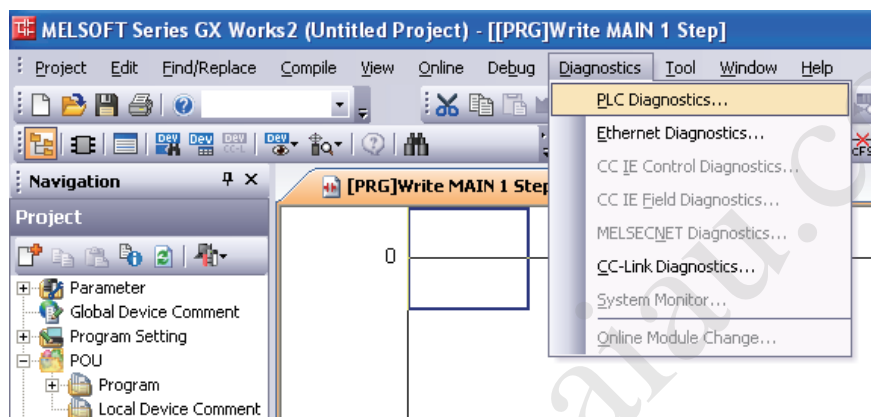 MELSOFT Series GX Works2 (Untitled Project) - [[PRG]Write MAIN 1 Step]
Project Edit Find/Replace Compile View Online Debug Diagnostics Tool Window Help
PLC Diagnostics...
Ethernet Diagnostics...
CC IE Control Diagnostics...
CC IE Field Diagnostics...
MELSECNET Diagnostics...
CC-Link Diagnostics...
System Monitor...
Online Module Change...
Navigation
[PRG]Write MAIN 1 Step
Project
0
Parameter
Global Device Comment
Program Setting
POU
Program
Local Device Comment